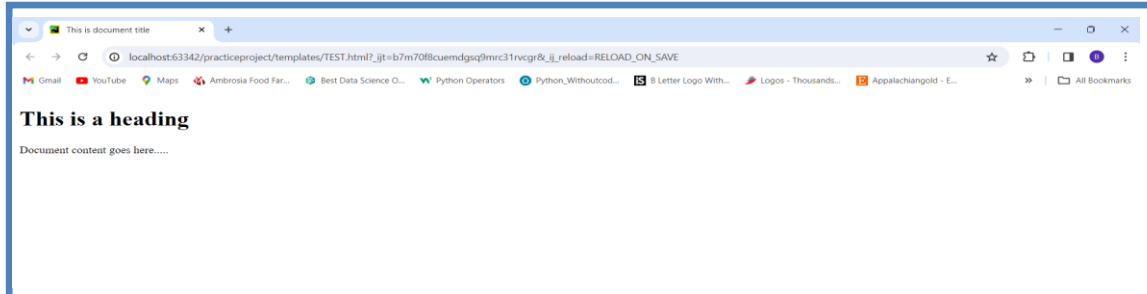 This is document title
localhost:63342/practiceproject/templates/TEST.html?_ijt=b7m70f8cuemdgsq9mrc31rvcgr&_ij_reload=RELOAD_ON_SAVE
B
Gmail YouTube Maps Ambrosia Food Far... Best Data Science O... Python Operators Python_Withoutcod... B Letter Logo With... Logos - Thousands... Appalachiangold - E... » All Bookmarks
This is a heading
Document content goes here.....